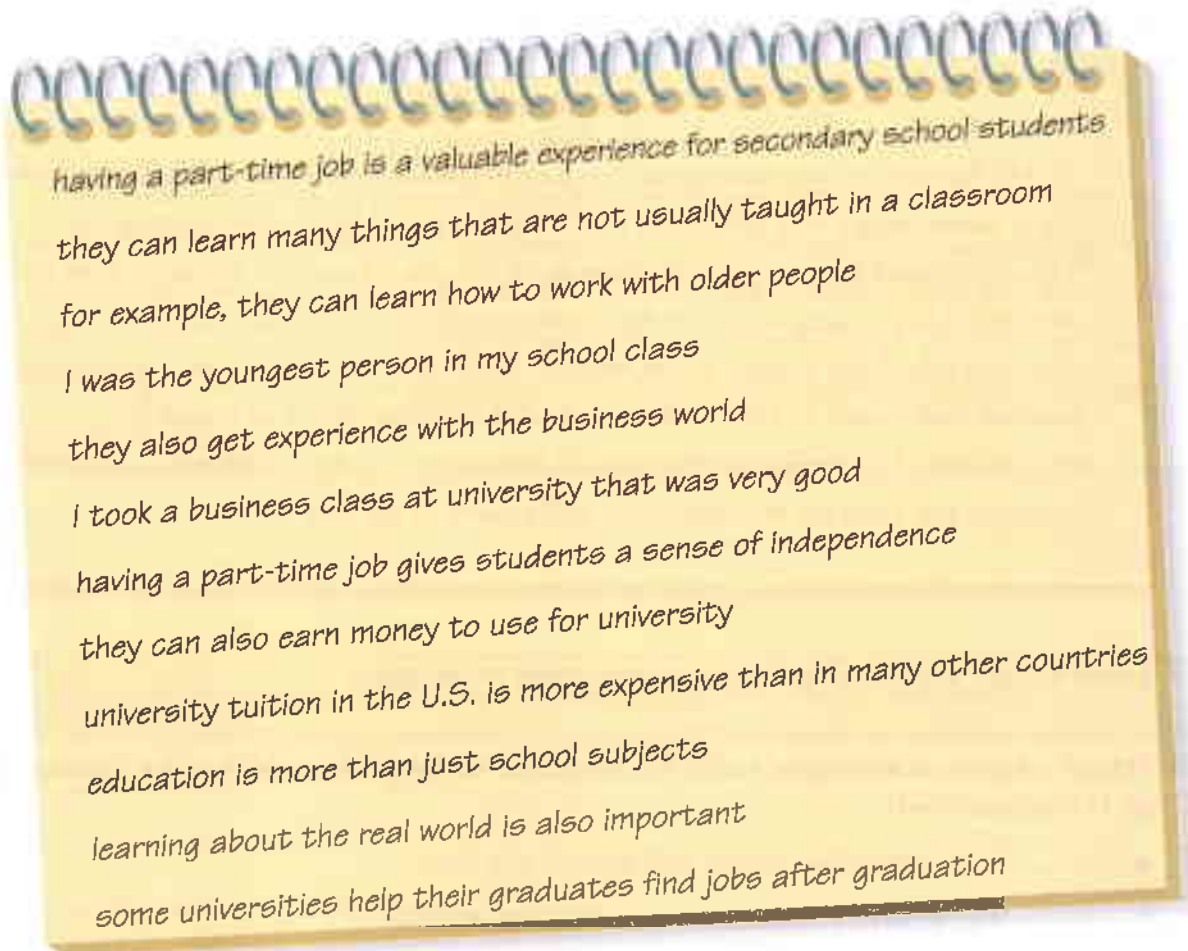 having a part-time job is a valuable experience for secondary school students
they can learn many things that are not usually taught in a classroom
for example, they can learn how to work with older people
I was the youngest person in my school class
they also get experience with the business world
I took a business class at university that was very good
having a part-time job gives students a sense of independence
they can also earn money to use for university
university tuition in the U.S. is more expensive than in many other countries
education is more than just school subjects
learning about the real world is also important
some universities help their graduates find jobs after graduation